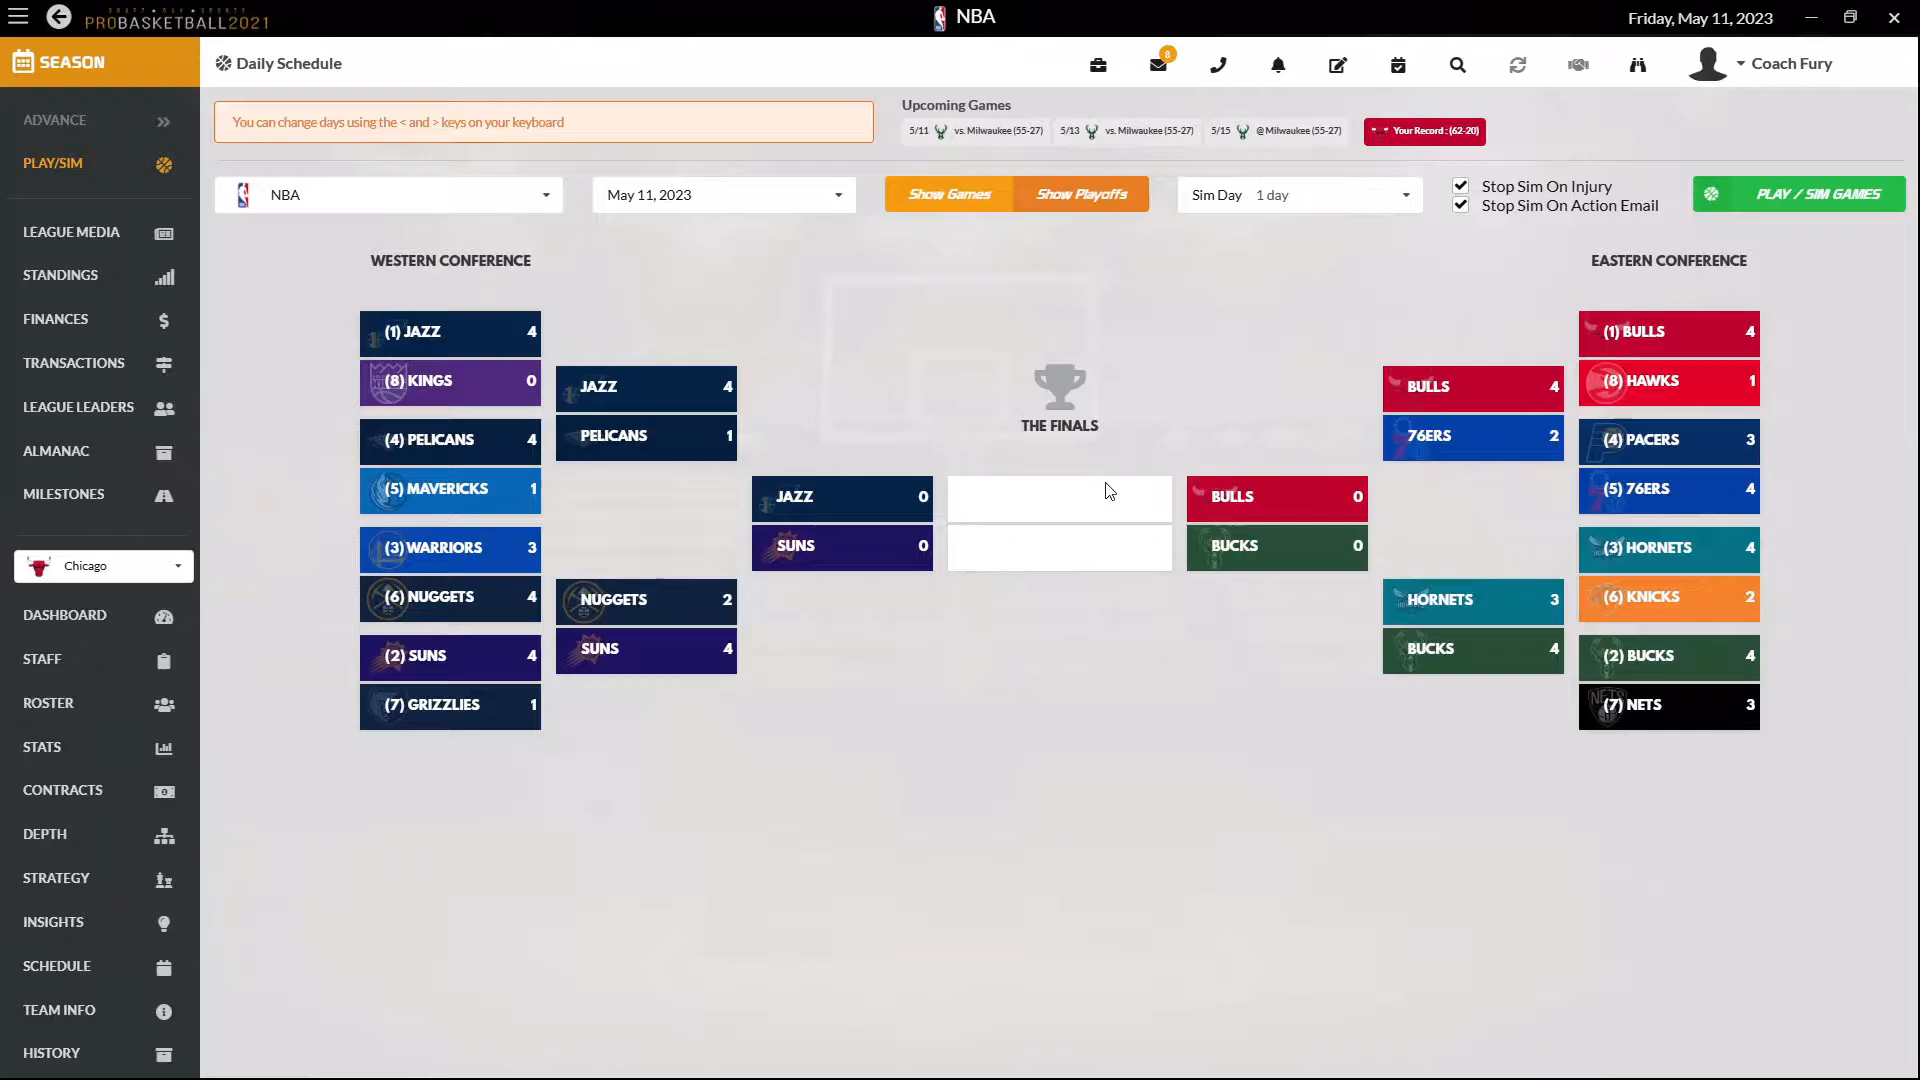 DRAFT DAY SPORTS
PROBASKETBALL2021
NBA
Friday, May 11, 2023
SEASON
Daily Schedule
8
Coach Fury
ADVANCE
PLAY/SIM
LEAGUE MEDIA
STANDINGS
FINANCES
TRANSACTIONS
LEAGUE LEADERS
ALMANAC
MILESTONES
Chicago
DASHBOARD
STAFF
ROSTER
STATS
CONTRACTS
DEPTH
STRATEGY
INSIGHTS
SCHEDULE
TEAM INFO
HISTORY
You can change days using the < and > keys on your keyboard
Upcoming Games
5/11 vs. Milwaukee (55-27)
5/13 vs. Milwaukee (55-27)
5/15 @ Milwaukee (55-27)
Your Record : (62-20)
NBA
May 11, 2023
Show Games
Show Playoffs
Sim Day 1 day
Stop Sim On Injury
Stop Sim On Action Email
PLAY / SIM GAMES
WESTERN CONFERENCE
(1) JAZZ 4
(8) KINGS 0
(4) PELICANS 4
(5) MAVERICKS 1
(3) WARRIORS 3
(6) NUGGETS 4
(2) SUNS 4
(7) GRIZZLIES 1
JAZZ 4
PELICANS 1
NUGGETS 2
SUNS 4
JAZZ 0
SUNS 0
THE FINALS
BULLS 0
BUCKS 0
BULLS 4
76ERS 2
HORNETS 3
BUCKS 4
EASTERN CONFERENCE
(1) BULLS 4
(8) HAWKS 1
(4) PACERS 3
(5) 76ERS 4
(3) HORNETS 4
(6) KNICKS 2
(2) BUCKS 4
(7) NETS 3